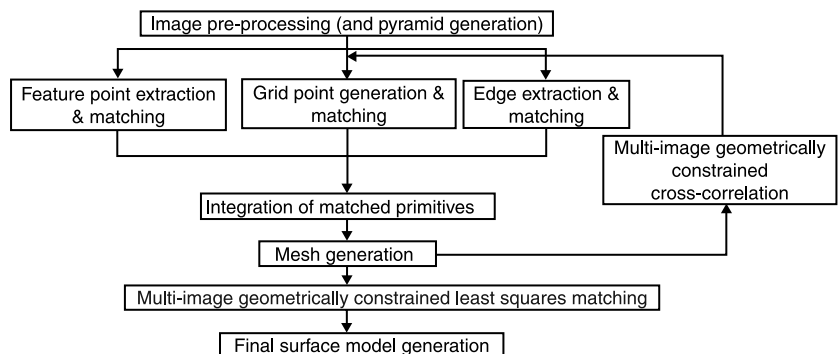 Image pre-processing (and pyramid generation)
Feature point extraction
& matching
Grid point generation &
matching
Edge extraction &
matching
Multi-image geometrically
constrained
cross-correlation
Integration of matched primitives
Mesh generation
Multi-image geometrically constrained least squares matching
Final surface model generation